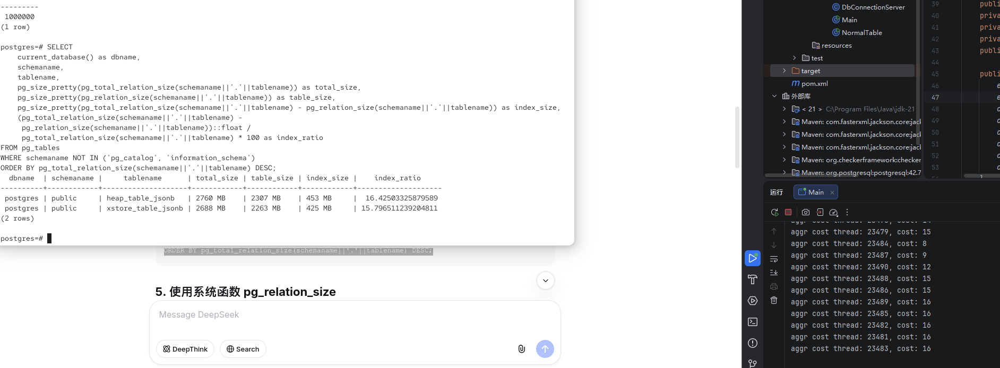 ---------
 1000000
(1 row)

postgres=# SELECT
    current_database() as dbname,
    schemaname,
    tablename,
    pg_size_pretty(pg_total_relation_size(schemaname||'.'||tablename)) as total_size,
    pg_size_pretty(pg_relation_size(schemaname||'.'||tablename)) as table_size,
    pg_size_pretty(pg_total_relation_size(schemaname||'.'||tablename) - pg_relation_size(schemaname||'.'||tablename)) as index_size,
    (pg_total_relation_size(schemaname||'.'||tablename) -
     pg_relation_size(schemaname||'.'||tablename))::float /
     pg_total_relation_size(schemaname||'.'||tablename) * 100 as index_ratio
FROM pg_tables
WHERE schemaname NOT IN ('pg_catalog', 'information_schema')
ORDER BY pg_total_relation_size(schemaname||'.'||tablename) DESC;
  dbname  | schemaname |     tablename      | total_size | table_size | index_size |    index_ratio
----------+------------+--------------------+------------+------------+------------+--------------------
 postgres | public     | heap_table_jsonb   | 2760 MB    | 2307 MB    | 453 MB     |  16.42503325879589
 postgres | public     | xstore_table_jsonb | 2688 MB    | 2263 MB    | 425 MB     | 15.796511239204811
(2 rows)

postgres=#
ORDER BY pg_total_relation_size(schemaname||'.'||tablename) DESC;
5. 使用系统函数 pg_relation_size
Message DeepSeek
DeepThink
Search
DbConnectionServer
Main
NormalTable
resources
test
target
pom.xml
外部库
< 21 > C:\Program Files\Java\jdk-21
Maven: com.fasterxml.jackson.core:jack
Maven: com.fasterxml.jackson.core:jack
Maven: com.fasterxml.jackson.core:jack
Maven: org.checkerframework:checker
Maven: org.postgresql:postgresql:42.7
39 publi
40 priva
41 priva
42 priva
43 publi
44
45 publi
46
47
48
49
50
51
52
53
运行
Main
aggr cost thread: 23479, cost: 15
aggr cost thread: 23484, cost: 8
aggr cost thread: 23487, cost: 9
aggr cost thread: 23490, cost: 12
aggr cost thread: 23488, cost: 15
aggr cost thread: 23486, cost: 15
aggr cost thread: 23489, cost: 16
aggr cost thread: 23485, cost: 16
aggr cost thread: 23482, cost: 16
aggr cost thread: 23481, cost: 16
aggr cost thread: 23483, cost: 16